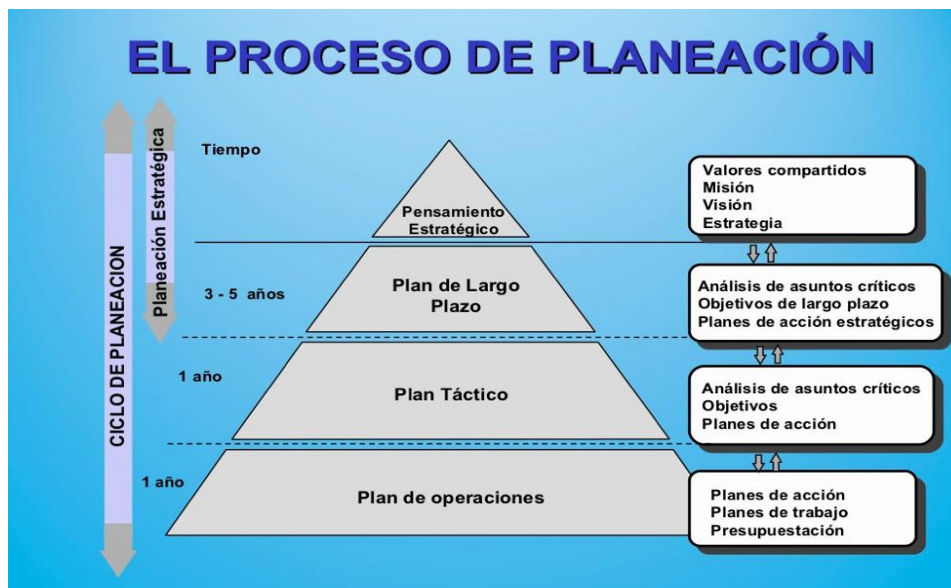 EL PROCESO DE PLANEACIÓN
CICLO DE PLANEACION
Planeación Estratégica
Tiempo
Pensamiento
Estratégico
Valores compartidos
Misión
Visión
Estrategia
3 - 5 años
Plan de Largo
Plazo
Análisis de asuntos críticos
Objetivos de largo plazo
Planes de acción estratégicos
1 año
Plan Táctico
Análisis de asuntos críticos
Objetivos
Planes de acción
1 año
Plan de operaciones
Planes de acción
Planes de trabajo
Presupuestación